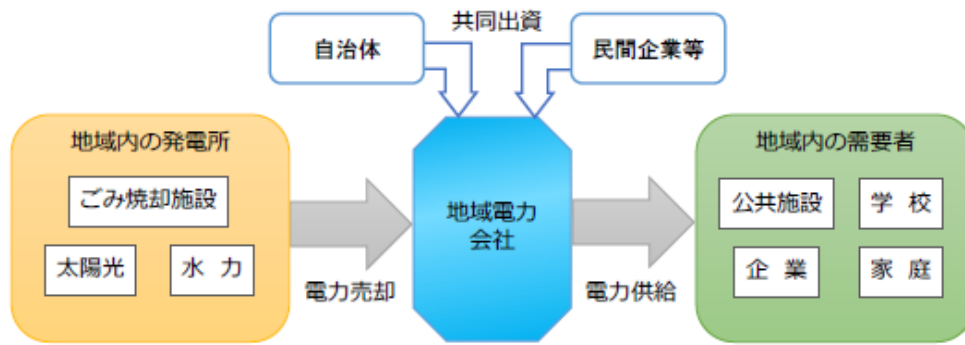 共同出資
自治体
民間企業等
地域内の発電所
ごみ焼却施設
太陽光
水 力
電力売却
地域電力
会社
電力供給
地域内の需要者
公共施設
学 校
企 業
家 庭